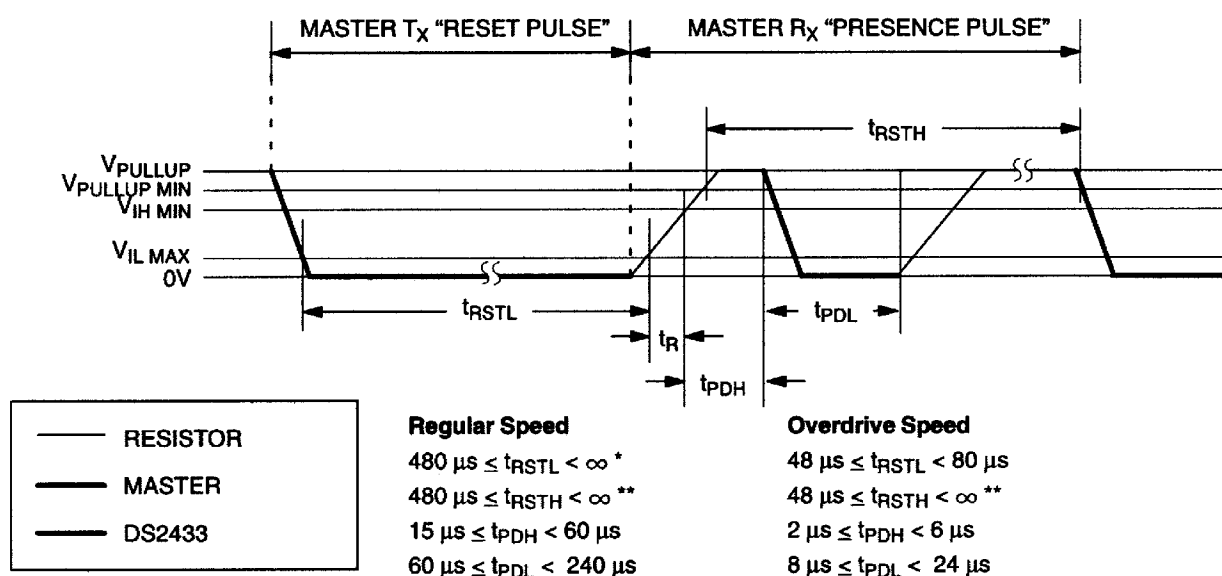 MASTER TX “RESET PULSE” MASTER RX “PRESENCE PULSE”
tRSTH
VPULLUP
VPULLUP MIN
VIH MIN
VIL MAX
0V
tRSTL
tPDL
tR
tPDH
RESISTOR
MASTER
DS2433
Regular Speed
480 μs ≤ tRSTL < ∞ *
480 μs ≤ tRSTH < ∞ **
15 μs ≤ tPDH < 60 μs
60 μs ≤ tPDL < 240 μs
Overdrive Speed
48 μs ≤ tRSTL < 80 μs
48 μs ≤ tRSTH < ∞ **
2 μs ≤ tPDH < 6 μs
8 μs ≤ tPDL < 24 μs